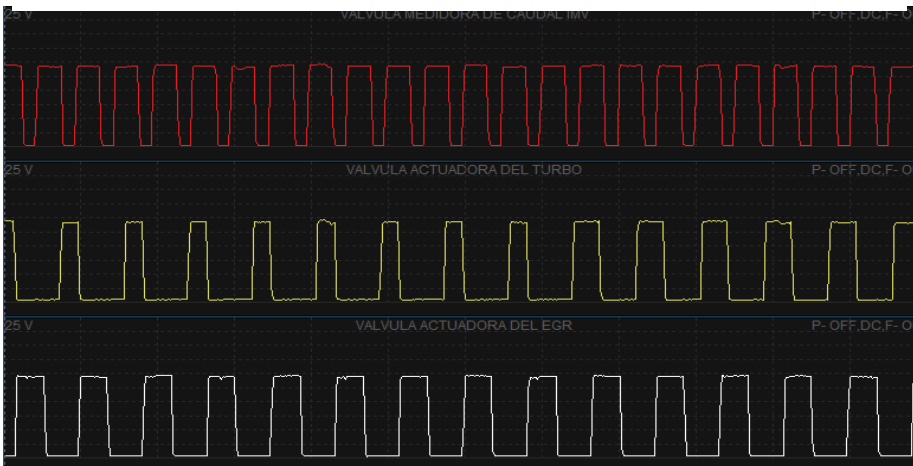 25 V VALVULA MEDIDORA DE CAUDAL IMV P- OFF,DC,F- O
25 V VALVULA ACTUADORA DEL TURBO P- OFF,DC,F- O
25 V VALVULA ACTUADORA DEL EGR P- OFF,DC,F- O